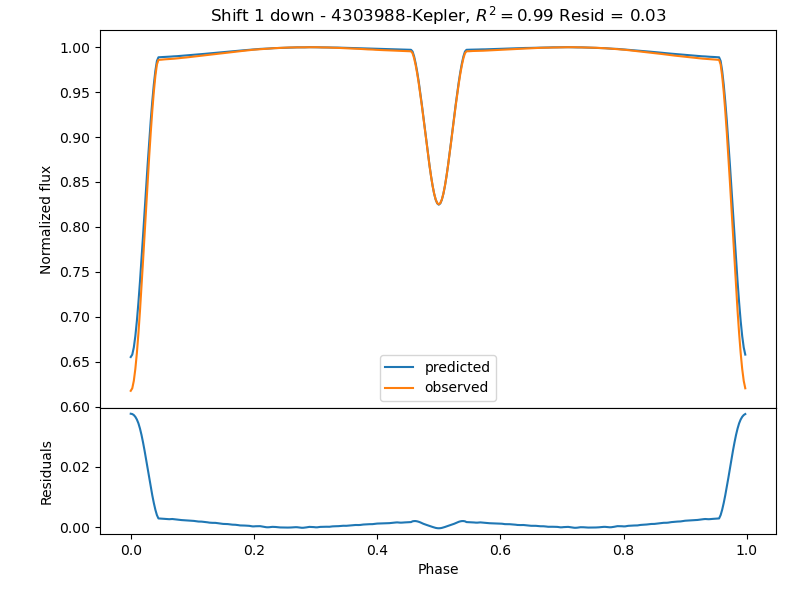 Shift 1 down - 4303988-Kepler, $R^2 = 0.99$ Resid = 0.03
Normalized flux
1.00
0.95
0.90
0.85
0.80
0.75
0.70
0.65
0.60
predicted
observed
Residuals
0.02
0.00
0.0
0.2
0.4
0.6
0.8
1.0
Phase